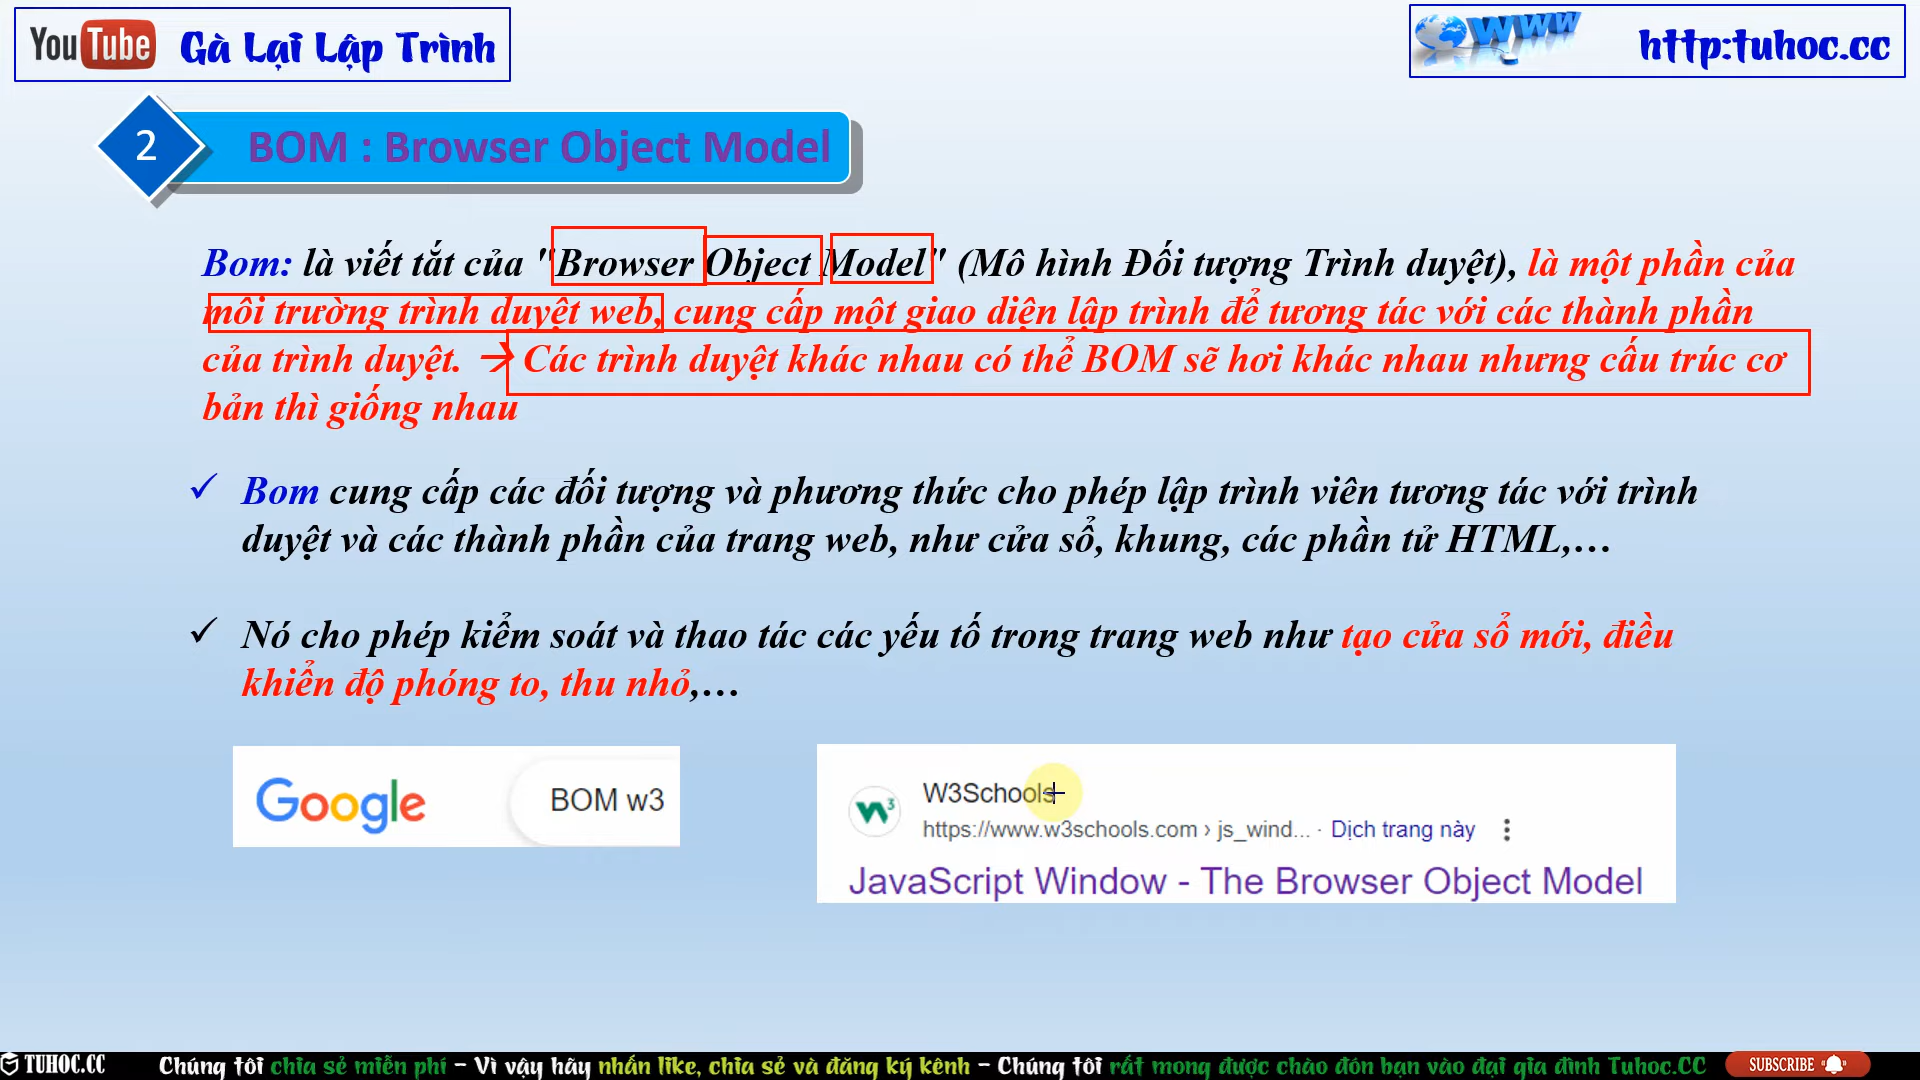 YouTube Gà Lại Lập Trình
WWW http:tuhoc.cc
2 BOM : Browser Object Model
Bom: là viết tắt của "Browser Object Model" (Mô hình Đối tượng Trình duyệt), là một phần của
môi trường trình duyệt web, cung cấp một giao diện lập trình để tương tác với các thành phần
của trình duyệt. → Các trình duyệt khác nhau có thể BOM sẽ hơi khác nhau nhưng cấu trúc cơ
bản thì giống nhau
✓ Bom cung cấp các đối tượng và phương thức cho phép lập trình viên tương tác với trình
duyệt và các thành phần của trang web, như cửa sổ, khung, các phần tử HTML,…
✓ Nó cho phép kiểm soát và thao tác các yếu tố trong trang web như tạo cửa sổ mới, điều
khiển độ phóng to, thu nhỏ,…
Google BOM w3
W3Schools
https://www.w3schools.com › js_wind... · Dịch trang này
JavaScript Window - The Browser Object Model
TUHOC.CC Chúng tôi chia sẻ miễn phí – Vì vậy hãy nhấn like, chia sẻ và đăng ký kênh – Chúng tôi rất mong được chào đón bạn vào đại gia đình Tuhoc.CC SUBSCRIBE